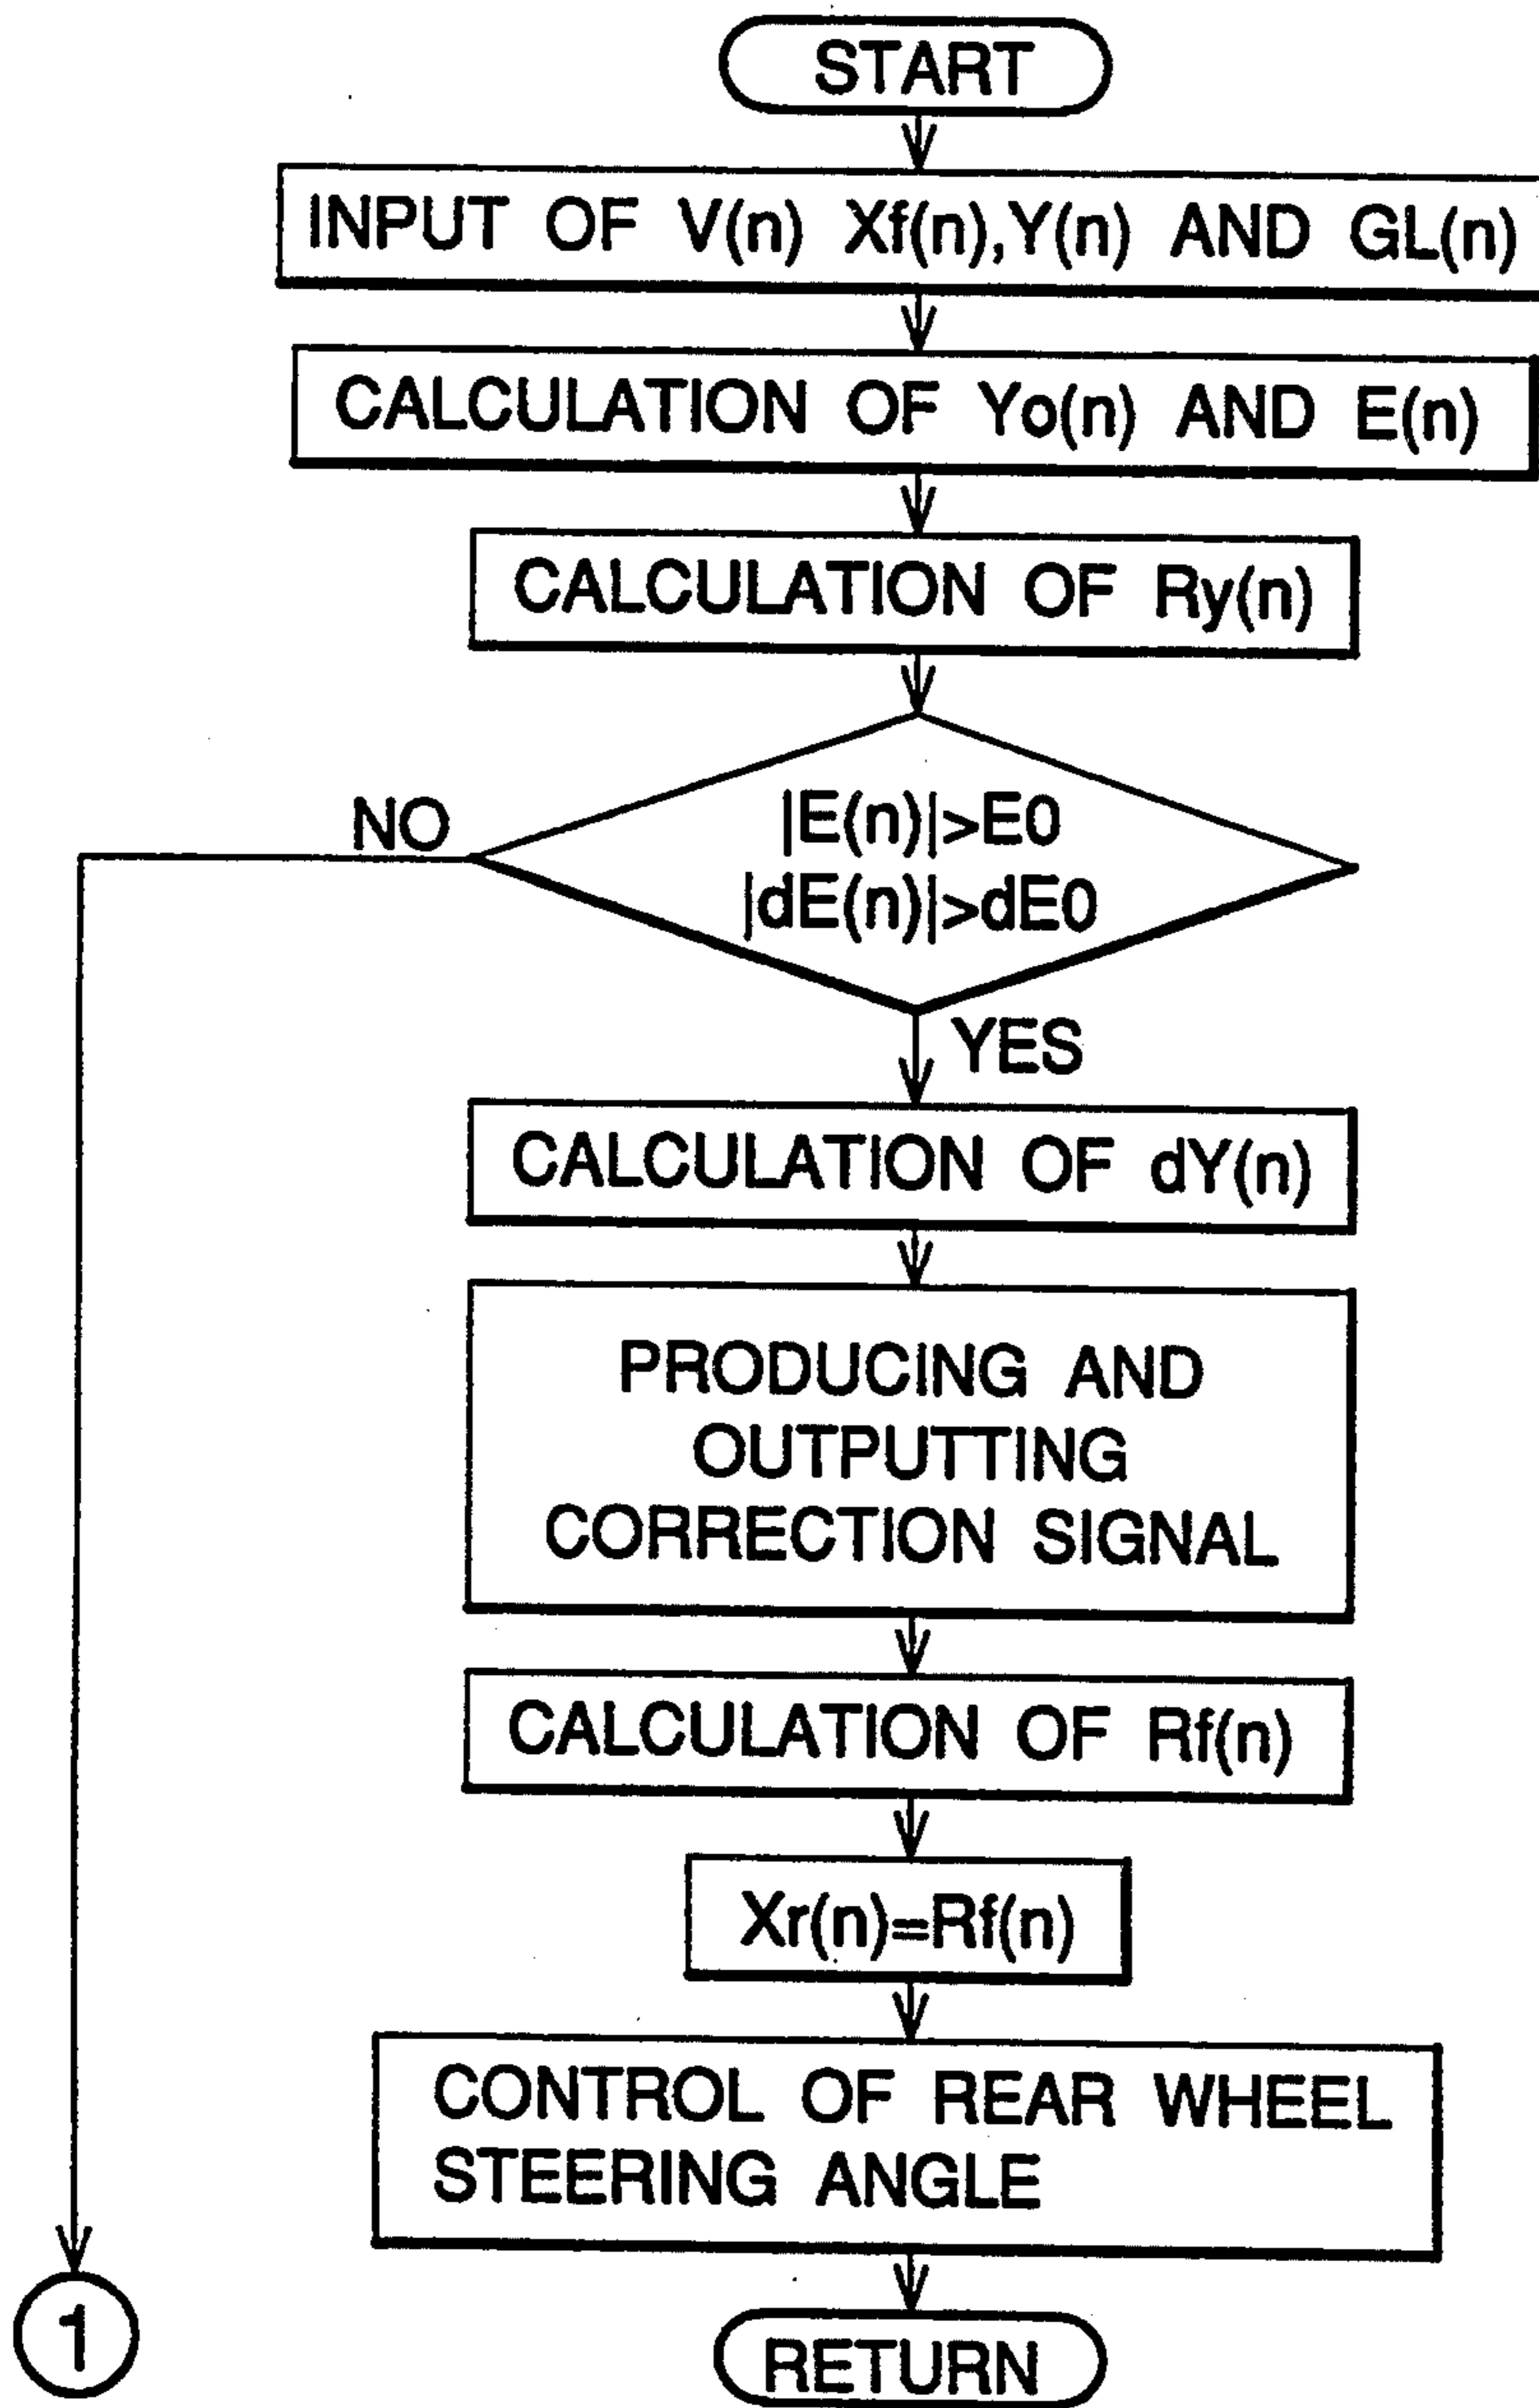 START
INPUT OF V(n) Xf(n),Y(n) AND GL(n)
CALCULATION OF Yo(n) AND E(n)
CALCULATION OF Ry(n)
NO
|E(n)|>E0
|dE(n)|>dE0
YES
CALCULATION OF dY(n)
PRODUCING AND
OUTPUTTING
CORRECTION SIGNAL
CALCULATION OF Rf(n)
Xr(n)=Rf(n)
CONTROL OF REAR WHEEL
STEERING ANGLE
1
RETURN